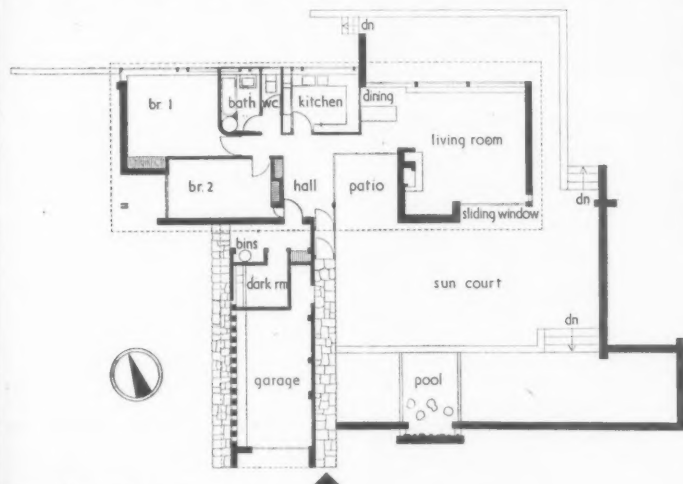 dn
br 1
bath
wc
kitchen
dining
living room
br. 2
hall
patio
dn
sliding window
bins
dark rm
sun court
dn
garage
pool